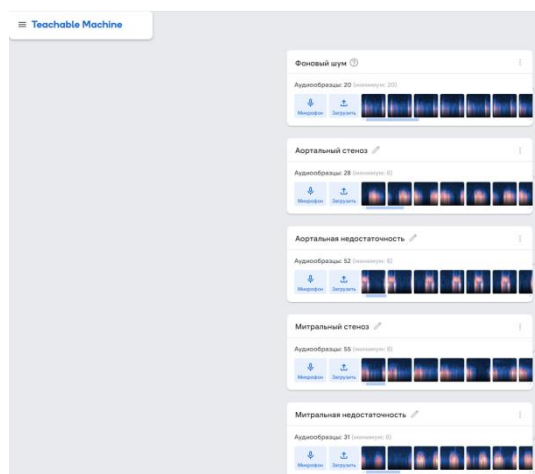 Teachable Machine
Фоновый шум
Аудиообразцы: 20 (минимум: 20)
Микрофон Загрузить
Аортальный стеноз
Аудиообразцы: 28 (минимум: 8)
Микрофон Загрузить
Аортальная недостаточность
Аудиообразцы: 52 (минимум: 8)
Микрофон Загрузить
Митральный стеноз
Аудиообразцы: 55 (минимум: 8)
Микрофон Загрузить
Митральная недостаточность
Аудиообразцы: 31 (минимум: 8)
Микрофон Загрузить